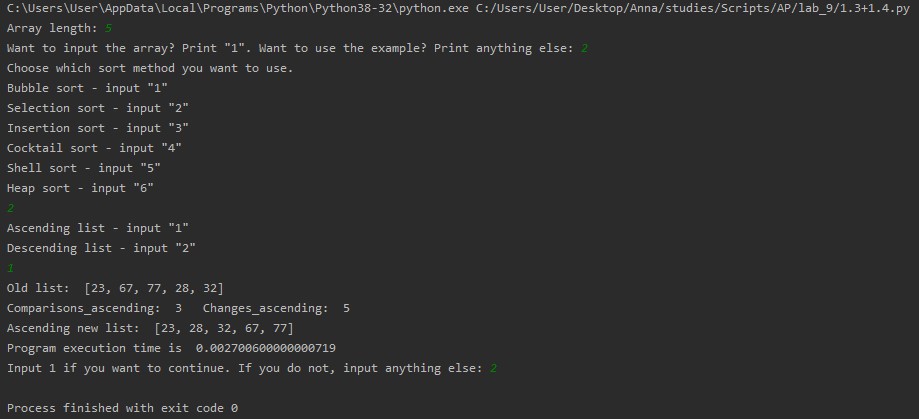 C:\Users\User\AppData\Local\Programs\Python\Python38-32\python.exe C:/Users/User/Desktop/Anna/studies/Scripts/AP/lab_9/1.3+1.4.py
Array length: 5
Want to input the array? Print "1". Want to use the example? Print anything else: 2
Choose which sort method you want to use.
Bubble sort - input "1"
Selection sort - input "2"
Insertion sort - input "3"
Cocktail sort - input "4"
Shell sort - input "5"
Heap sort - input "6"
2
Ascending list - input "1"
Descending list - input "2"
1
Old list:  [23, 67, 77, 28, 32]
Comparisons_ascending:  3   Changes_ascending:  5
Ascending new list:  [23, 28, 32, 67, 77]
Program execution time is  0.002700600000000719
Input 1 if you want to continue. If you do not, input anything else: 2
Process finished with exit code 0